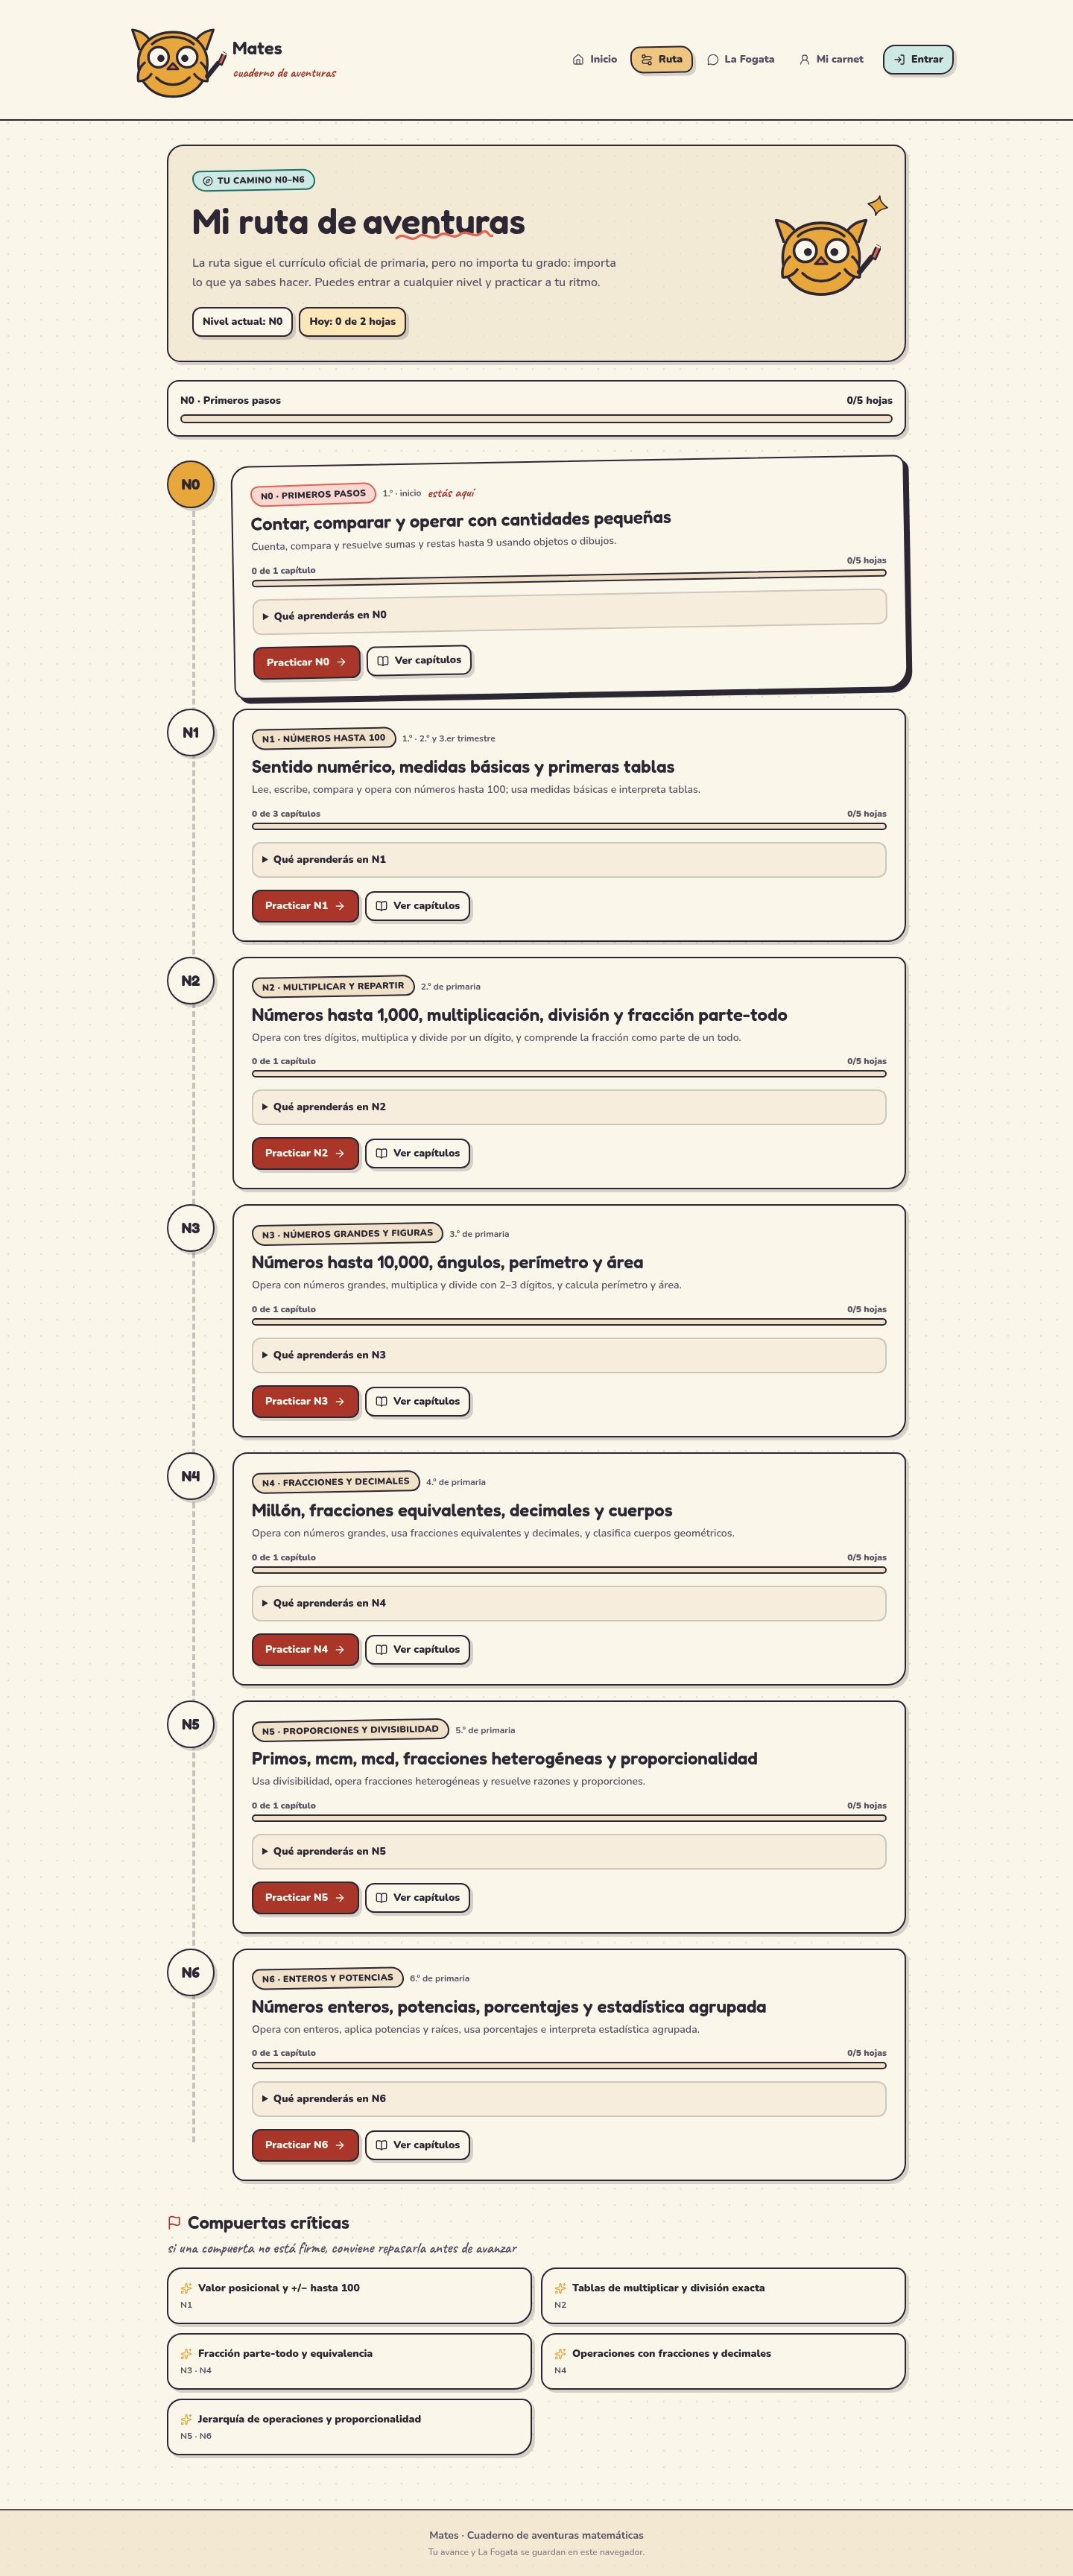 Mates
cuaderno de aventuras
Inicio
Ruta
La Fogata
Mi carnet
Entrar
TU CAMINO N0–N6
Mi ruta de aventuras
La ruta sigue el currículo oficial de primaria, pero no importa tu grado: importa
lo que ya sabes hacer. Puedes entrar a cualquier nivel y practicar a tu ritmo.
Nivel actual: N0
Hoy: 0 de 2 hojas
N0 · Primeros pasos
0/5 hojas
N0
N0 · PRIMEROS PASOS
1.° · inicio
estás aquí
Contar, comparar y operar con cantidades pequeñas
Cuenta, compara y resuelve sumas y restas hasta 9 usando objetos o dibujos.
0 de 1 capítulo
0/5 hojas
Qué aprenderás en N0
Practicar N0
Ver capítulos
N1
N1 · NÚMEROS HASTA 100
1.° · 2.° y 3.er trimestre
Sentido numérico, medidas básicas y primeras tablas
Lee, escribe, compara y opera con números hasta 100; usa medidas básicas e interpreta tablas.
0 de 3 capítulos
0/5 hojas
Qué aprenderás en N1
Practicar N1
Ver capítulos
N2
N2 · MULTIPLICAR Y REPARTIR
2.° de primaria
Números hasta 1,000, multiplicación, división y fracción parte-todo
Opera con tres dígitos, multiplica y divide por un dígito, y comprende la fracción como parte de un todo.
0 de 1 capítulo
0/5 hojas
Qué aprenderás en N2
Practicar N2
Ver capítulos
N3
N3 · NÚMEROS GRANDES Y FIGURAS
3.° de primaria
Números hasta 10,000, ángulos, perímetro y área
Opera con números grandes, multiplica y divide con 2–3 dígitos, y calcula perímetro y área.
0 de 1 capítulo
0/5 hojas
Qué aprenderás en N3
Practicar N3
Ver capítulos
N4
N4 · FRACCIONES Y DECIMALES
4.° de primaria
Millón, fracciones equivalentes, decimales y cuerpos
Opera con números grandes, usa fracciones equivalentes y decimales, y clasifica cuerpos geométricos.
0 de 1 capítulo
0/5 hojas
Qué aprenderás en N4
Practicar N4
Ver capítulos
N5
N5 · PROPORCIONES Y DIVISIBILIDAD
5.° de primaria
Primos, mcm, mcd, fracciones heterogéneas y proporcionalidad
Usa divisibilidad, opera fracciones heterogéneas y resuelve razones y proporciones.
0 de 1 capítulo
0/5 hojas
Qué aprenderás en N5
Practicar N5
Ver capítulos
N6
N6 · ENTEROS Y POTENCIAS
6.° de primaria
Números enteros, potencias, porcentajes y estadística agrupada
Opera con enteros, aplica potencias y raíces, usa porcentajes e interpreta estadística agrupada.
0 de 1 capítulo
0/5 hojas
Qué aprenderás en N6
Practicar N6
Ver capítulos
Compuertas críticas
si una compuerta no está firme, conviene repasarla antes de avanzar
Valor posicional y +/− hasta 100
N1
Tablas de multiplicar y división exacta
N2
Fracción parte-todo y equivalencia
N3 · N4
Operaciones con fracciones y decimales
N4
Jerarquía de operaciones y proporcionalidad
N5 · N6
Mates · Cuaderno de aventuras matemáticas
Tu avance y La Fogata se guardan en este navegador.